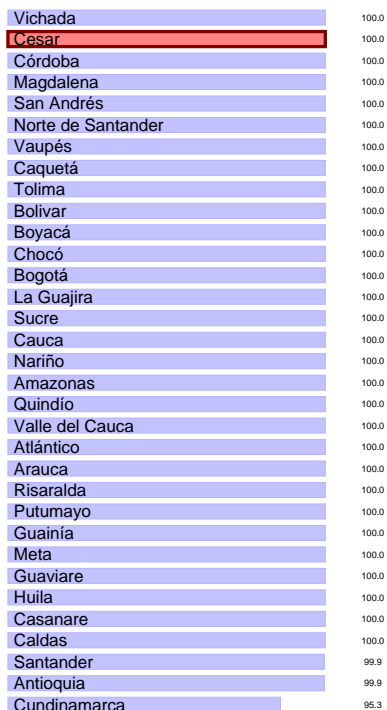 Vichada 100.0
Cesar 100.0
Córdoba 100.0
Magdalena 100.0
San Andrés 100.0
Norte de Santander 100.0
Vaupés 100.0
Caquetá 100.0
Tolima 100.0
Bolivar 100.0
Boyacá 100.0
Chocó 100.0
Bogotá 100.0
La Guajira 100.0
Sucre 100.0
Cauca 100.0
Nariño 100.0
Amazonas 100.0
Quindío 100.0
Valle del Cauca 100.0
Atlántico 100.0
Arauca 100.0
Risaralda 100.0
Putumayo 100.0
Guainía 100.0
Meta 100.0
Guaviare 100.0
Huila 100.0
Casanare 100.0
Caldas 100.0
Santander 99.9
Antioquia 99.9
Cundinamarca 95.3